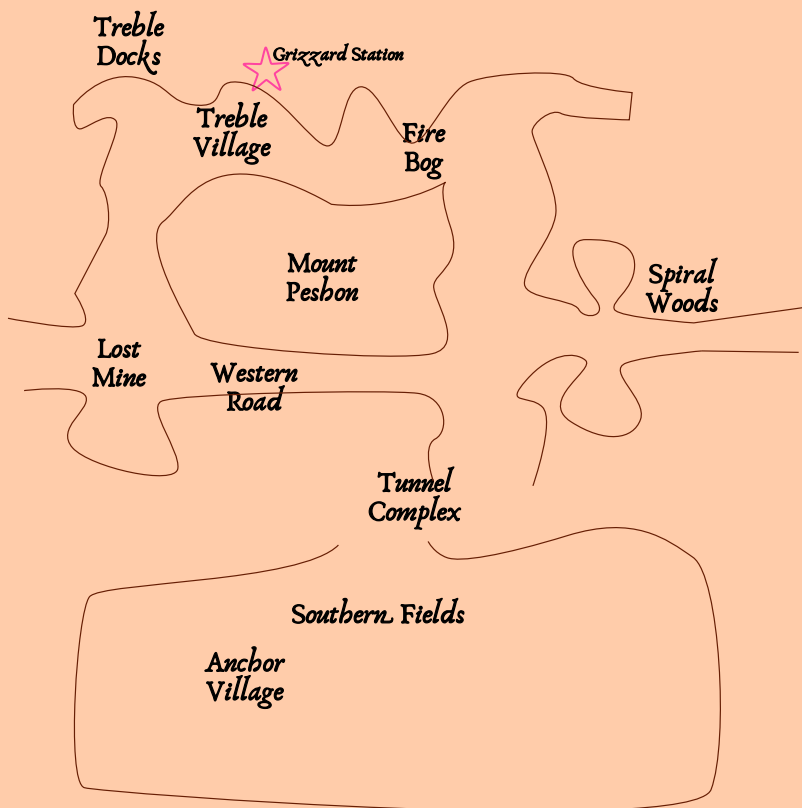 Treble
Docks
Grizzard Station
Treble
Village
Fire
Bog
Mount
Peshon
Spiral
Woods
Lost
Mine
Western
Road
Tunnel
Complex
Southern Fields
Anchor
Village